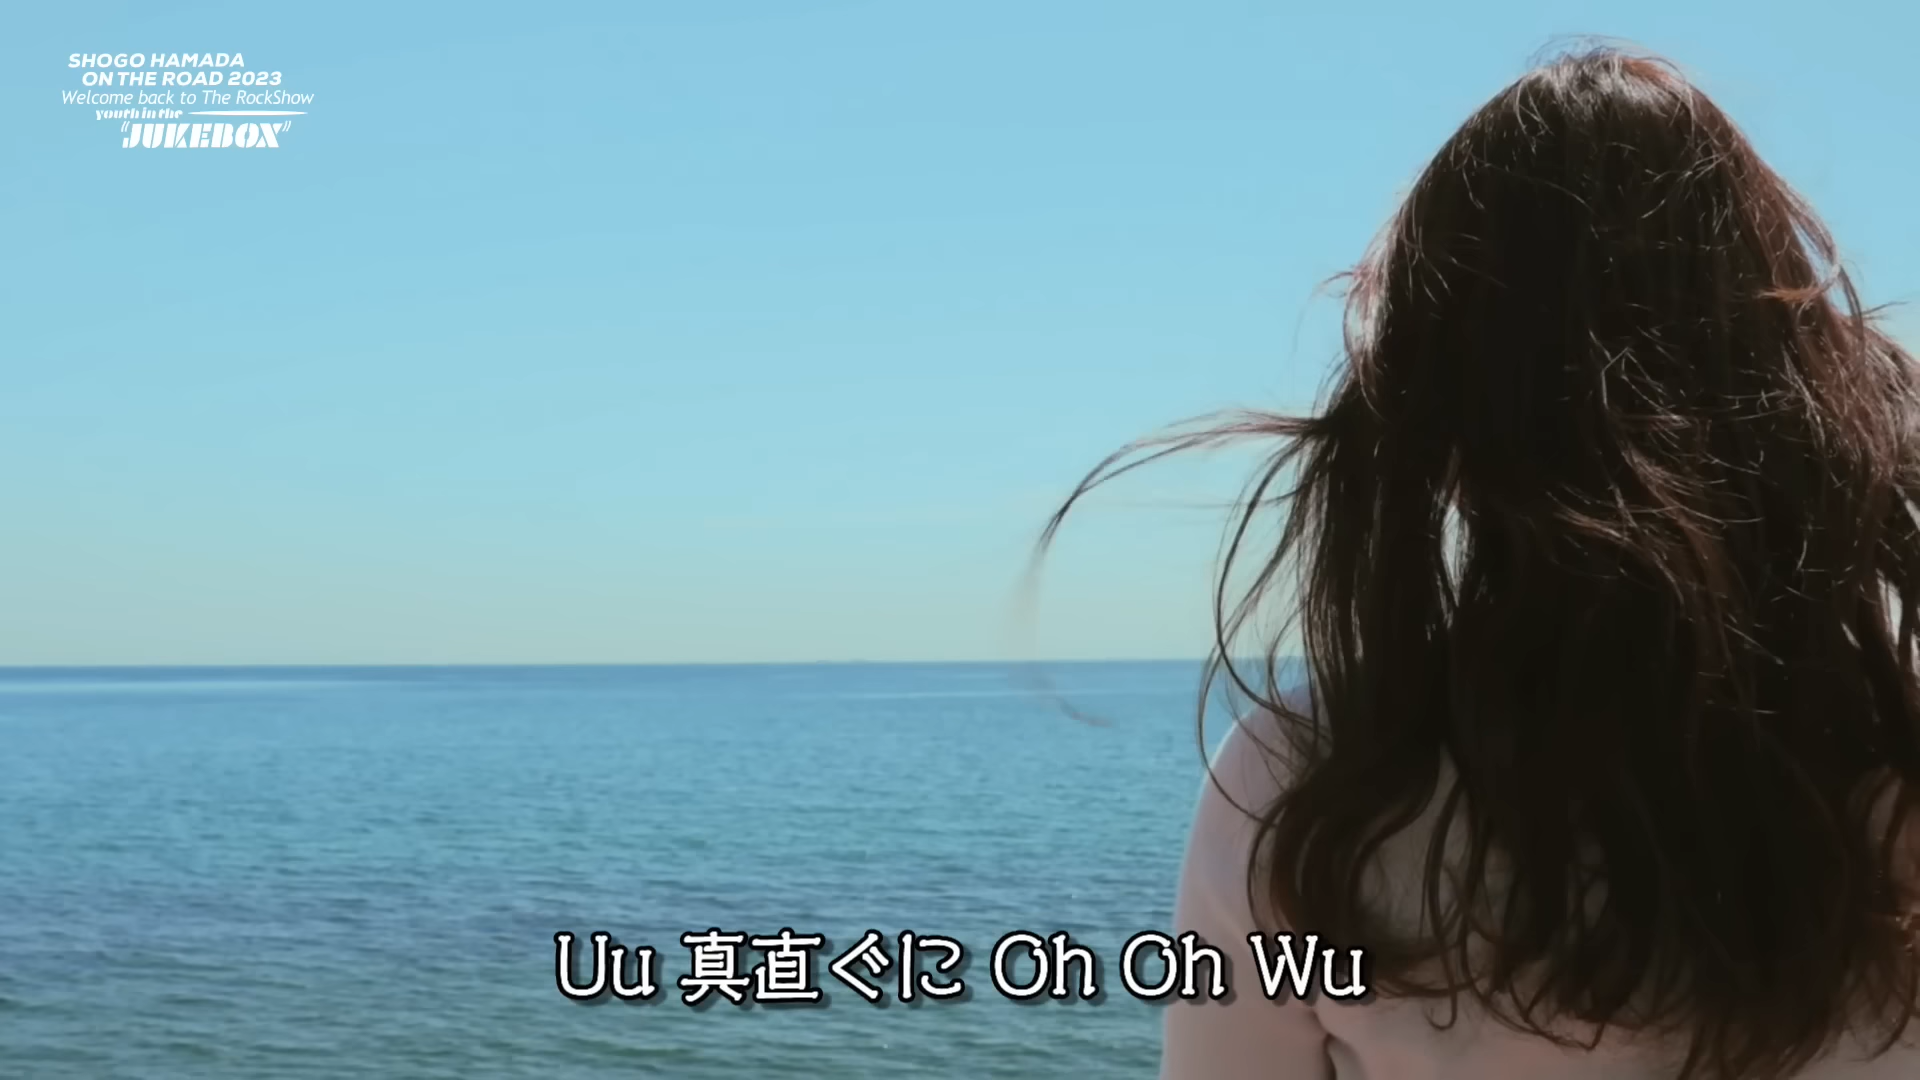 SHOGO HAMADA
ON THE ROAD 2023
Welcome back to The RockShow
youth in the
"JUKEBOX"
Uu 真直ぐに Oh Oh Wu